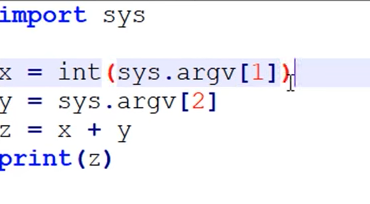 import sys
x = int(sys.argv[1])
y = sys.argv[2]
z = x + y
print(z)